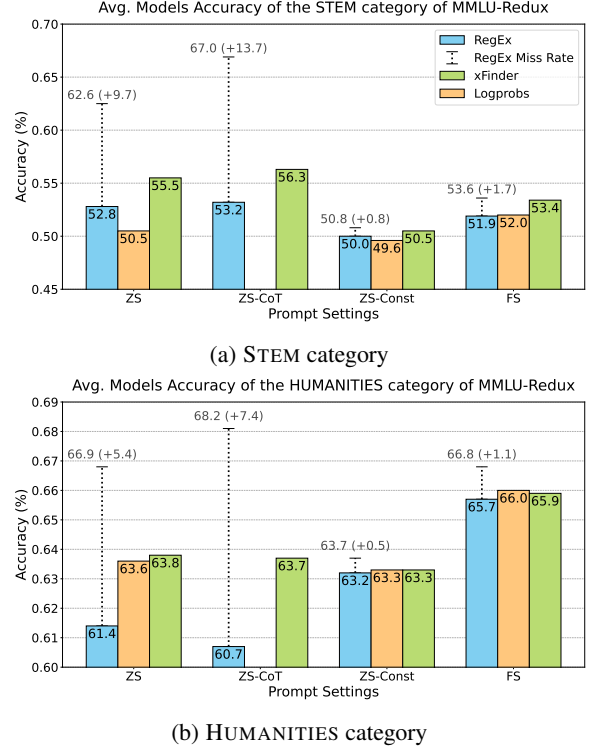 Avg. Models Accuracy of the STEM category of MMLU-Redux
0.70
0.65
0.60
0.55
0.50
0.45
Accuracy (%)
RegEx
RegEx Miss Rate
xFinder
Logprobs
62.6 (+9.7)
67.0 (+13.7)
50.8 (+0.8)
53.6 (+1.7)
52.8
50.5
55.5
53.2
56.3
50.0
49.6
50.5
51.9
52.0
53.4
ZS
ZS-CoT
ZS-Const
FS
Prompt Settings
(a) STEM category
Avg. Models Accuracy of the HUMANITIES category of MMLU-Redux
0.69
0.68
0.67
0.66
0.65
0.64
0.63
0.62
0.61
0.60
Accuracy (%)
66.9 (+5.4)
68.2 (+7.4)
63.7 (+0.5)
66.8 (+1.1)
61.4
63.6
63.8
60.7
63.7
63.2
63.3
63.3
65.7
66.0
65.9
ZS
ZS-CoT
ZS-Const
FS
Prompt Settings
(b) HUMANITIES category